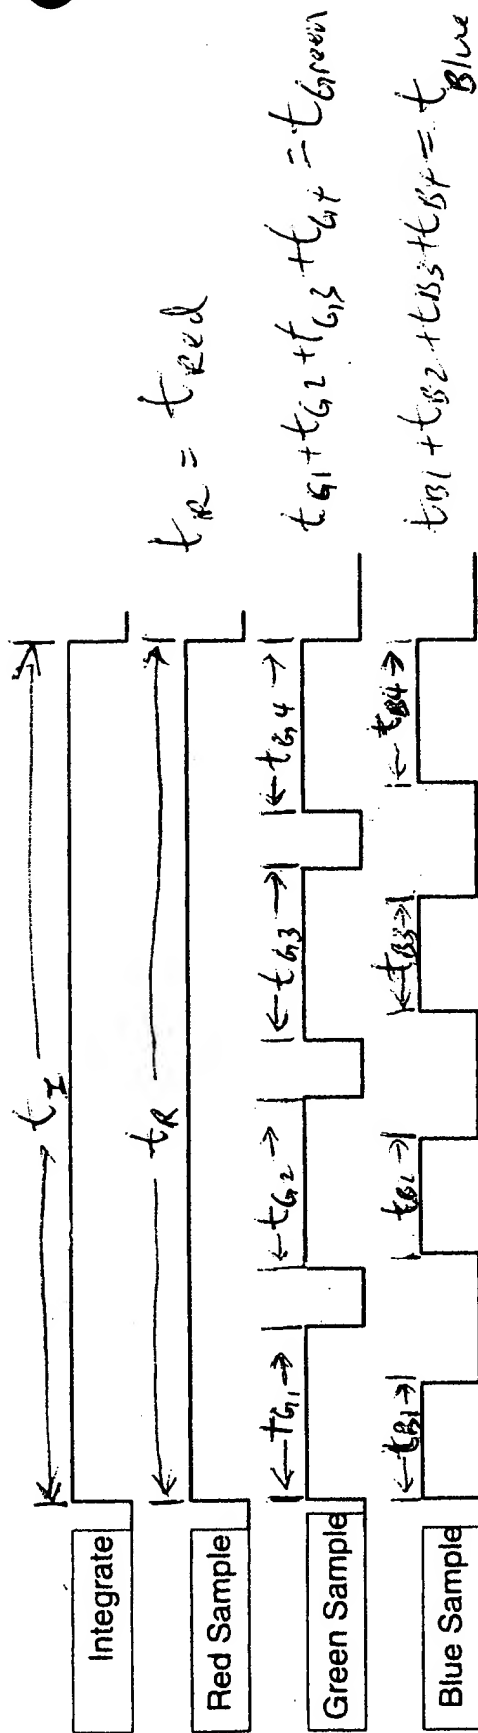 Integrate
t_I
Red Sample
t_R
t_R = t_Red
Green Sample
t_G1
t_G2
t_G3
t_G4
t_G1 + t_G2 + t_G3 + t_G4 = t_Green
Blue Sample
t_B1
t_B2
t_B3
t_B4
t_B1 + t_B2 + t_B3 + t_B4 = t_Blue